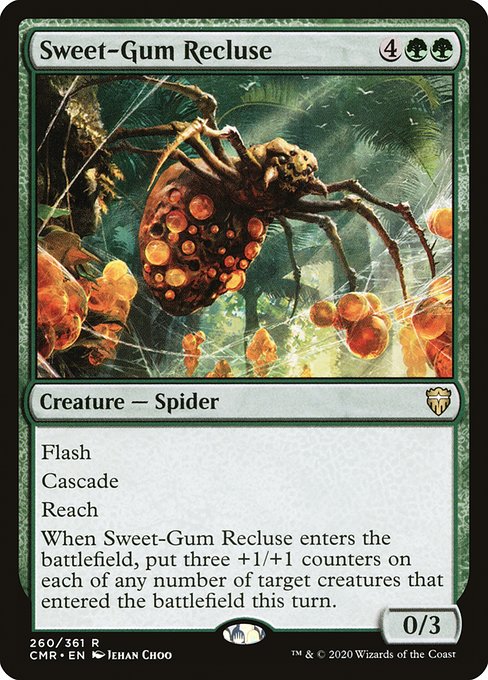 Sweet-Gum Recluse 4
Creature — Spider
Flash
Cascade
Reach
When Sweet-Gum Recluse enters the
battlefield, put three +1/+1 counters on
each of any number of target creatures that
entered the battlefield this turn.
0/3
260/361 R
CMR • EN Jehan Choo
™ & © 2020 Wizards of the Coast